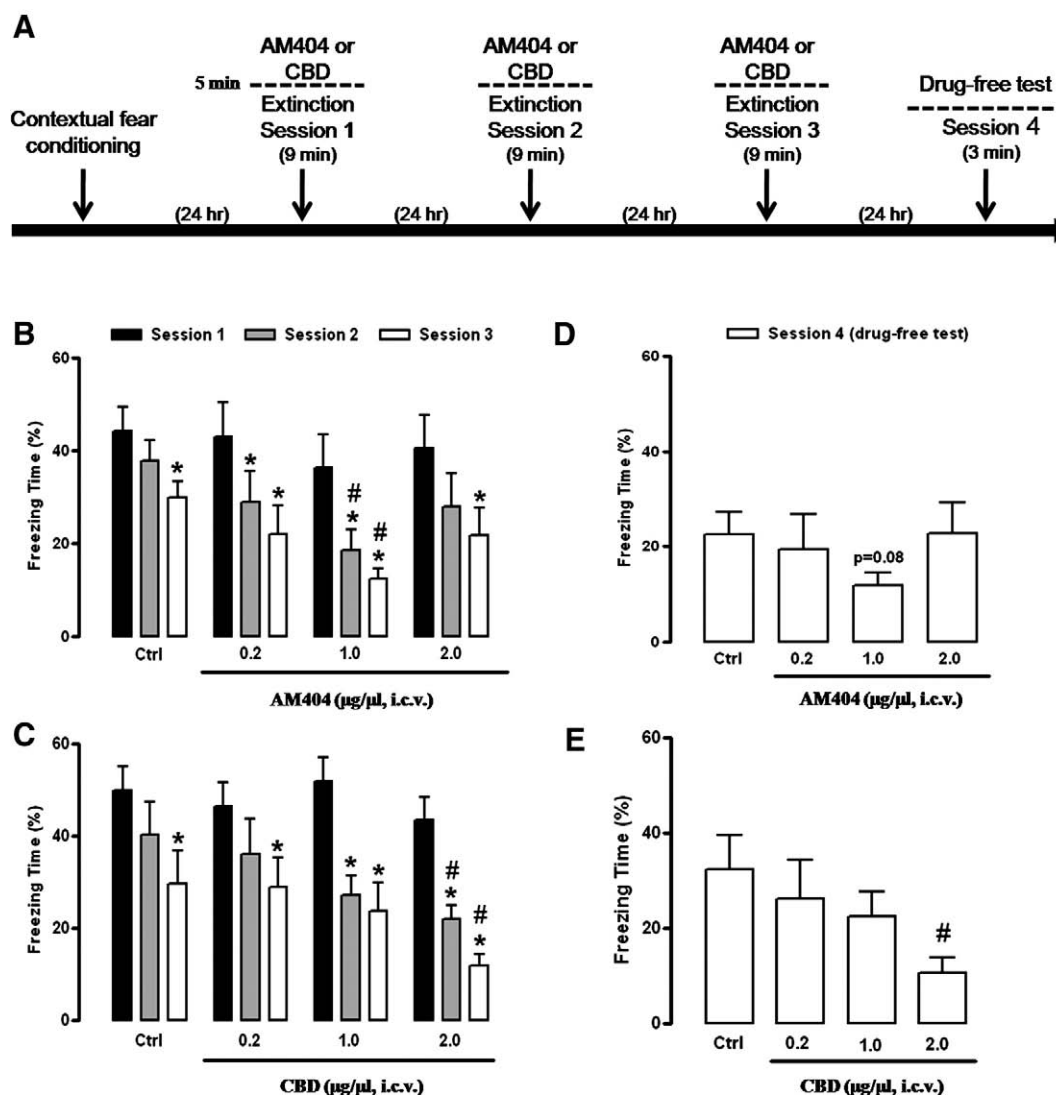 A
Contextual fear
conditioning
5 min
AM404 or
CBD
Extinction
Session 1
(9 min)
AM404 or
CBD
Extinction
Session 2
(9 min)
AM404 or
CBD
Extinction
Session 3
(9 min)
Drug-free test
Session 4
(3 min)
(24 hr) (24 hr) (24 hr) (24 hr)
B
Session 1 Session 2 Session 3
Freezing Time (%)
60
40
20
0
* * * # * # * *
Ctrl 0.2 1.0 2.0
AM404 (µg/µl, i.c.v.)
D
Session 4 (drug-free test)
Freezing Time (%)
60
40
20
0
p=0.08
Ctrl 0.2 1.0 2.0
AM404 (µg/µl, i.c.v.)
C
Freezing Time (%)
60
40
20
0
* * * * # * # *
Ctrl 0.2 1.0 2.0
CBD (µg/µl, i.c.v.)
E
Freezing Time (%)
60
40
20
0
#
Ctrl 0.2 1.0 2.0
CBD (µg/µl, i.c.v.)